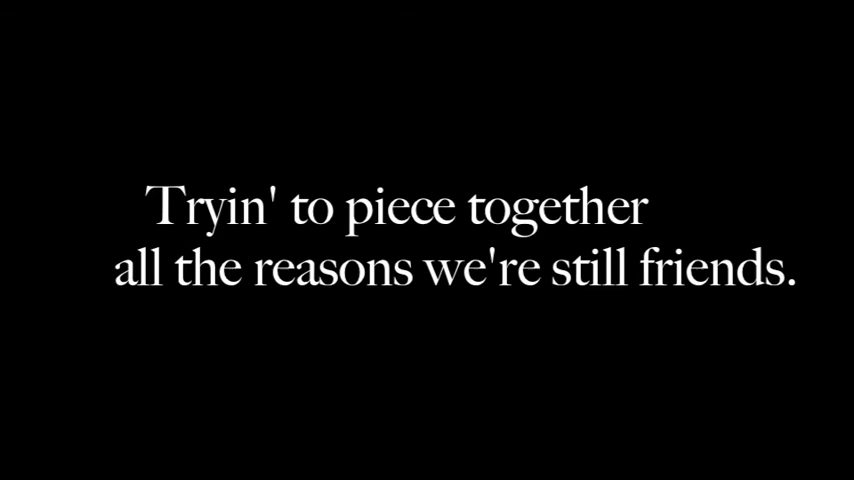 Tryin' to piece together
all the reasons we're still friends.